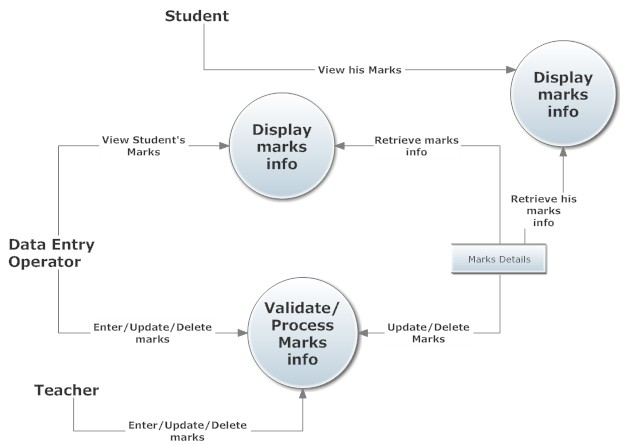 Student
View his Marks
Display
marks
info
View Student's
Marks
Display
marks
info
Retrieve marks
info
Retrieve his
marks
info
Data Entry
Operator
Marks Details
Enter/Update/Delete
marks
Validate/
Process
Marks
info
Update/Delete
Marks
Teacher
Enter/Update/Delete
marks